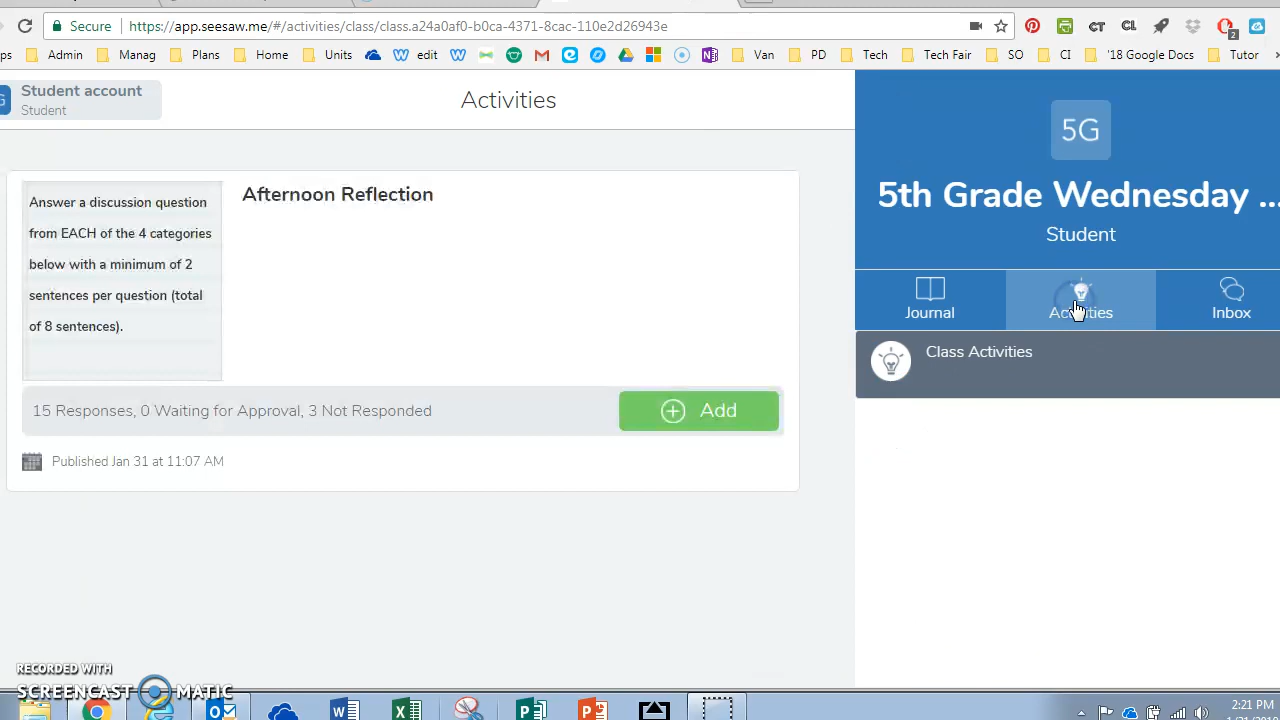 Secure https://app.seesaw.me/#/activities/class/class.a24a0af0-b0ca-4371-8cac-110e2d26943e CT CL 2
ps Admin Manag Plans Home Units edit Van PD Tech Tech Fair SO CI '18 Google Docs Tutor
Student account
Student
Activities
5G
5th Grade Wednesday ...
Student
Journal
Activities
Inbox
Class Activities
Answer a discussion question
from EACH of the 4 categories
below with a minimum of 2
sentences per question (total
of 8 sentences).
Afternoon Reflection
15 Responses, 0 Waiting for Approval, 3 Not Responded
Add
Published Jan 31 at 11:07 AM
RECORDED WITH
SCREENCAST MATIC
2:21 PM